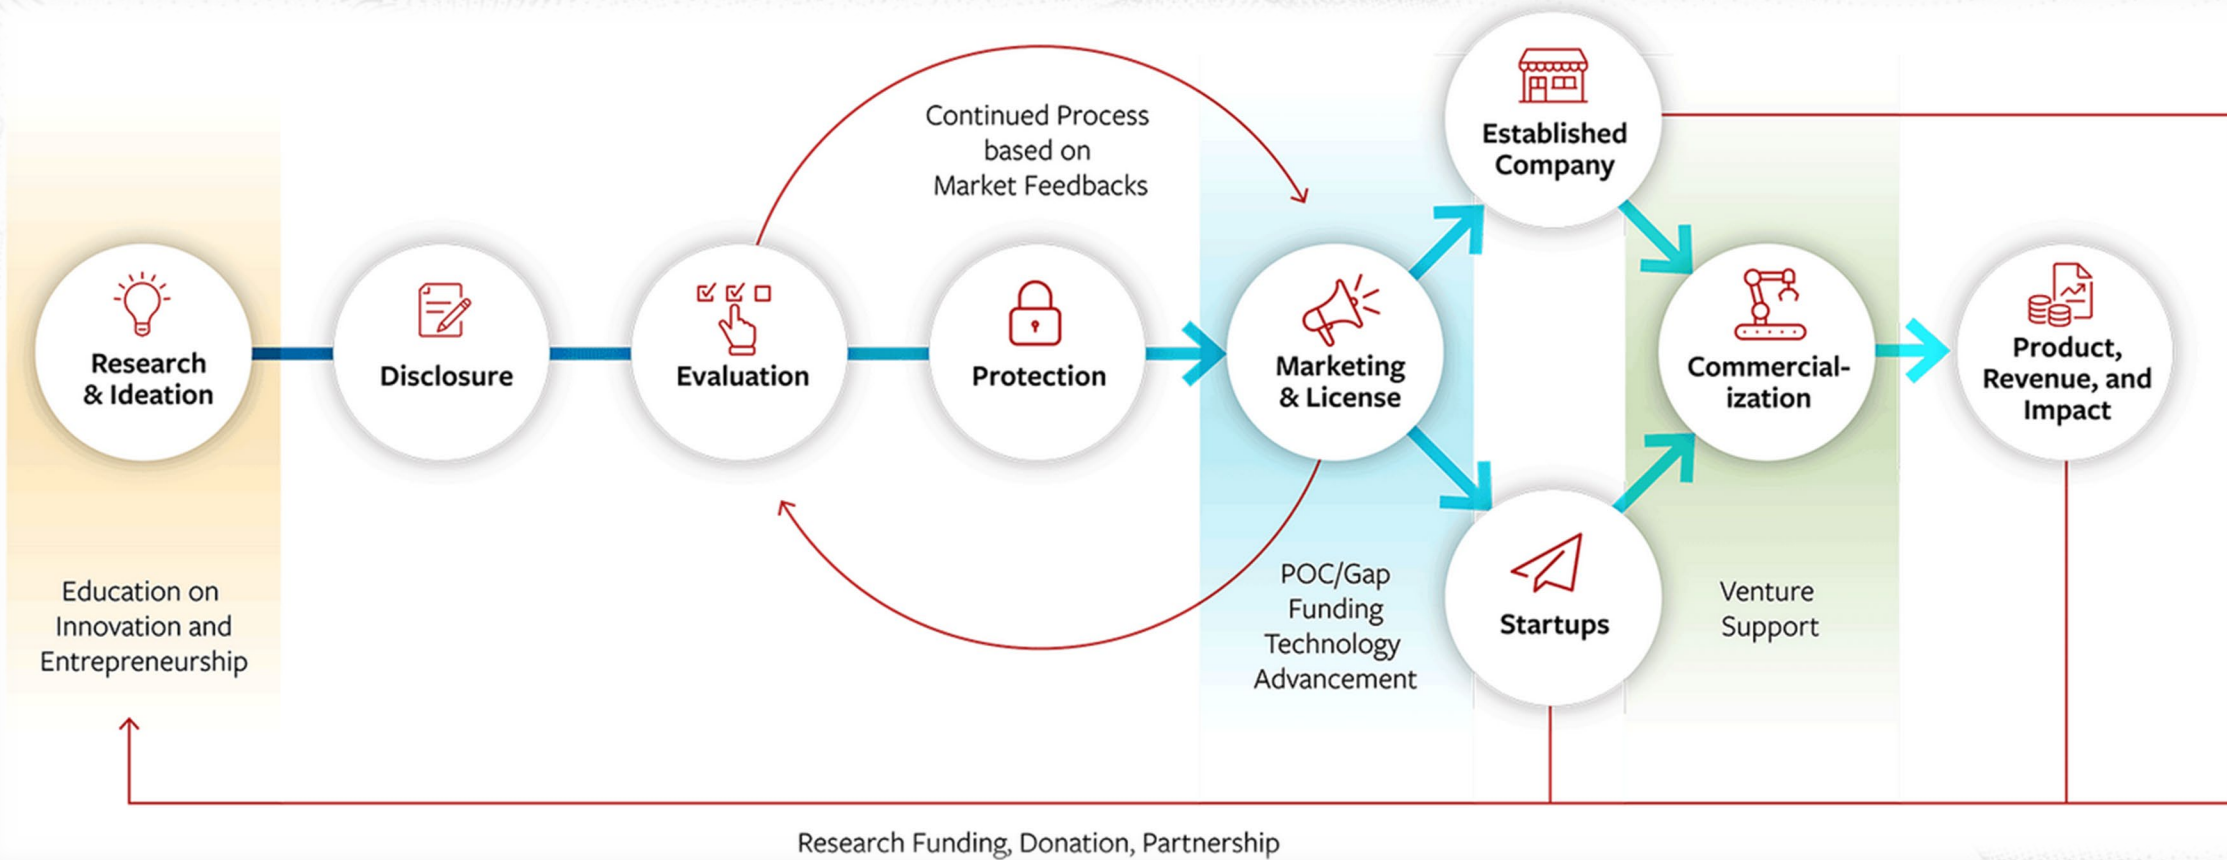 Research
& Ideation
Education on
Innovation and
Entrepreneurship
Disclosure
Evaluation
Continued Process
based on
Market Feedbacks
Protection
Marketing
& License
POC/Gap
Funding
Technology
Advancement
Established
Company
Startups
Commercial-
ization
Venture
Support
Product,
Revenue, and
Impact
Research Funding, Donation, Partnership